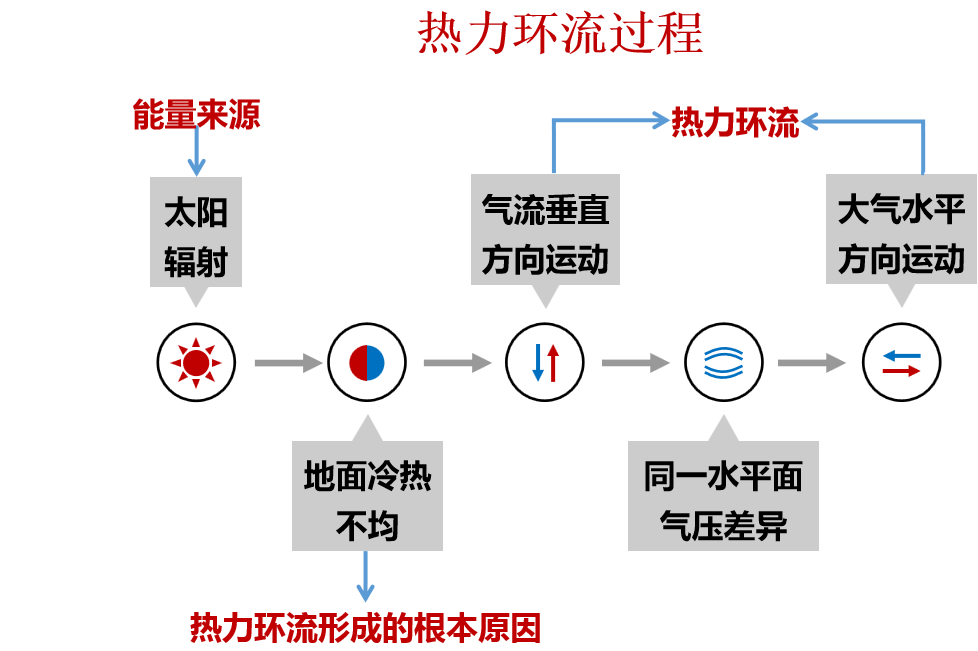 热力环流过程
能量来源
热力环流
太阳
辐射
气流垂直
方向运动
大气水平
方向运动
地面冷热
不均
同一水平面
气压差异
热力环流形成的根本原因